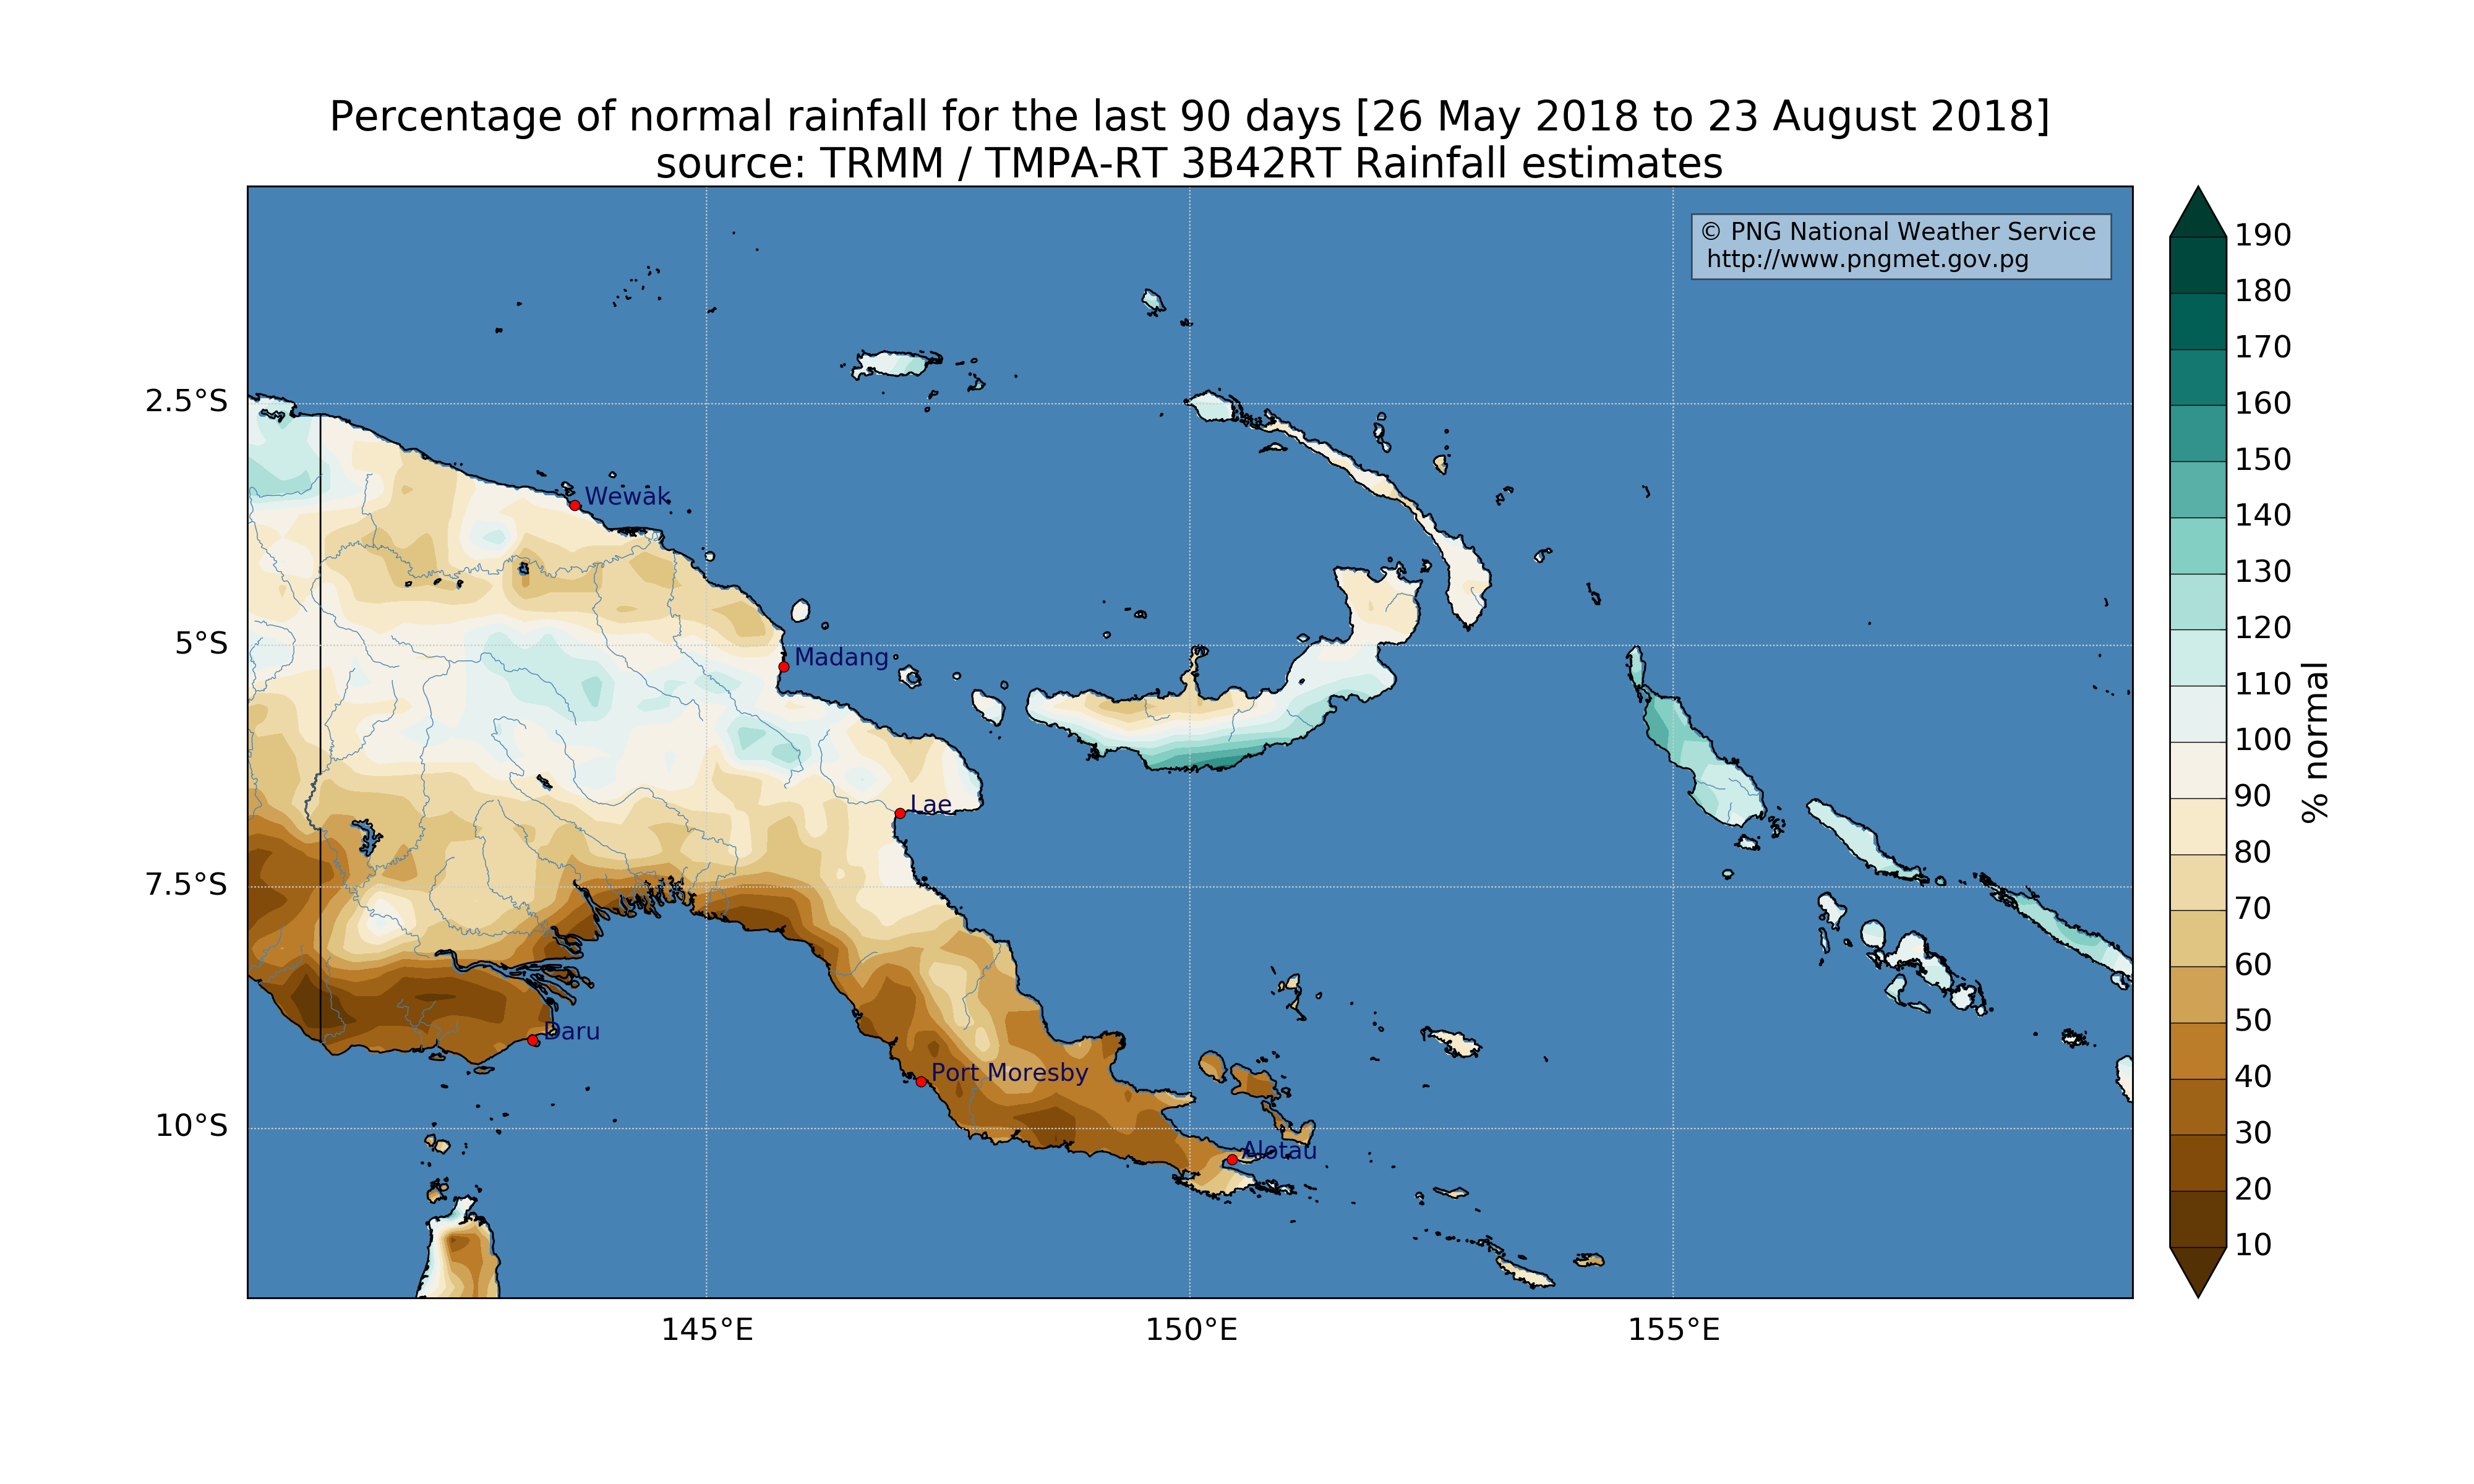 Percentage of normal rainfall for the last 90 days [26 May 2018 to 23 August 2018]
source: TRMM / TMPA-RT 3B42RT Rainfall estimates
© PNG National Weather Service
http://www.pngmet.gov.pg
2.5°S
5°S
7.5°S
10°S
145°E
150°E
155°E
Wewak
Madang
Lae
Daru
Port Moresby
Alotau
190
180
170
160
150
140
130
120
110
100
90
80
70
60
50
40
30
20
10
% normal